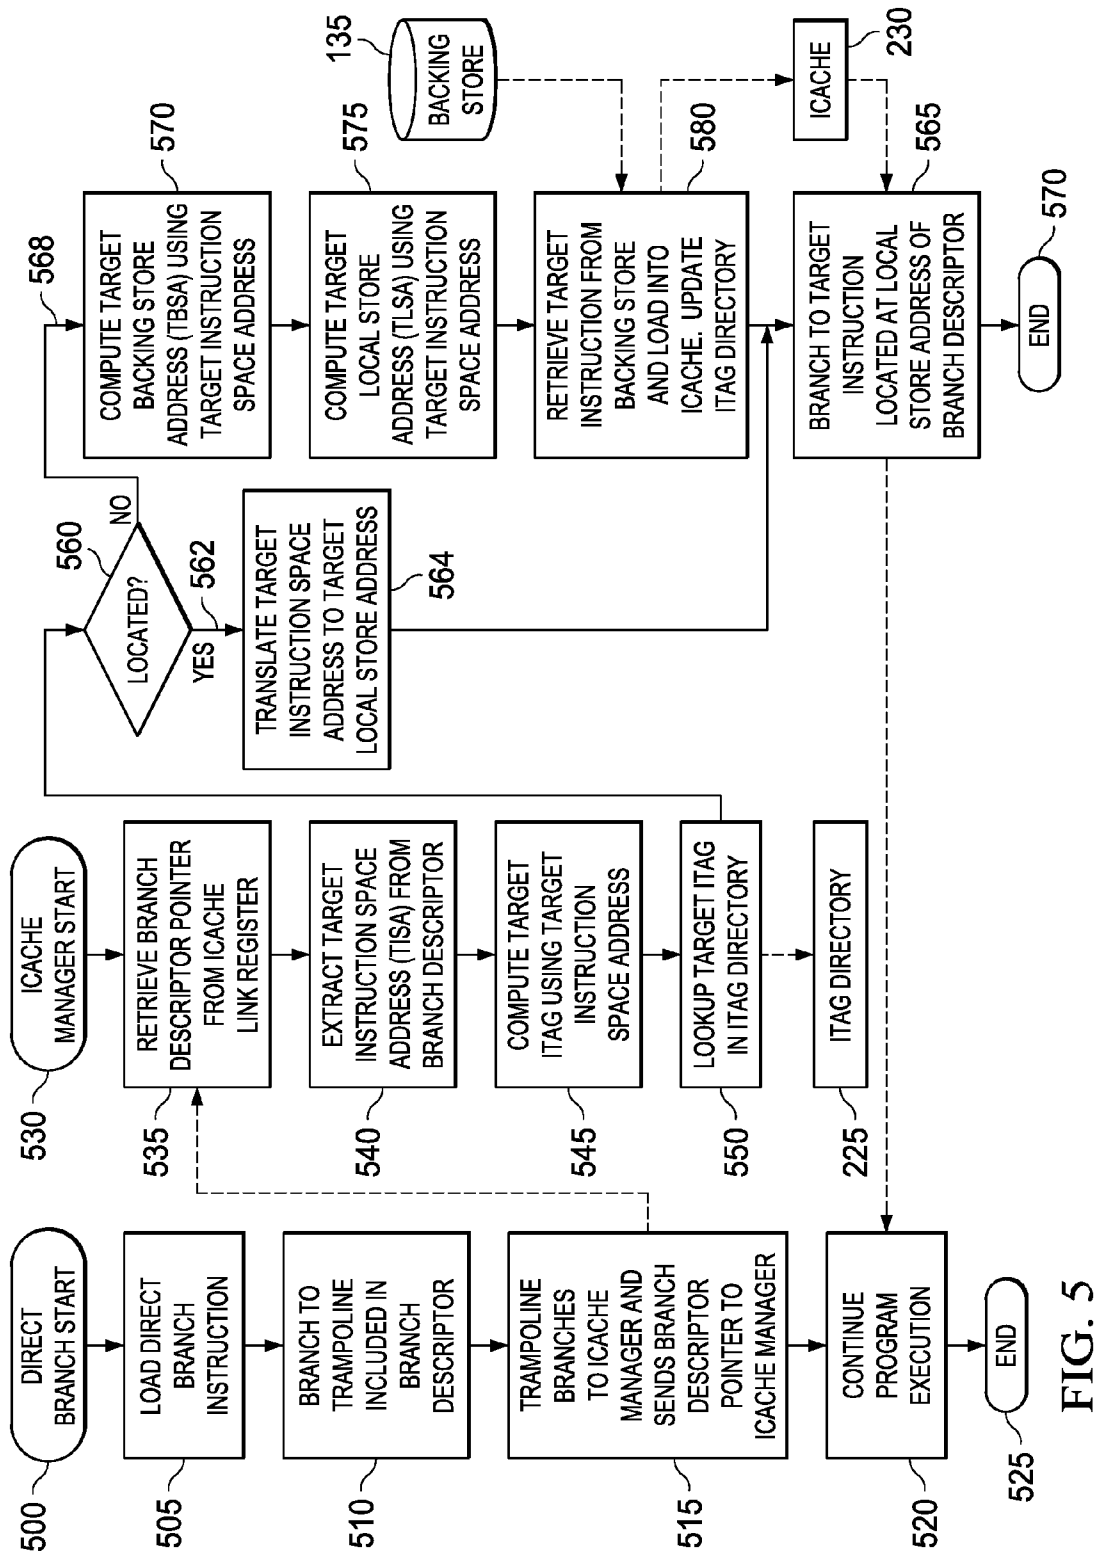 500
DIRECT
BRANCH START
505
LOAD DIRECT
BRANCH
INSTRUCTION
510
BRANCH TO
TRAMPOLINE
INCLUDED IN
BRANCH
DESCRIPTOR
515
TRAMPOLINE
BRANCHES
TO ICACHE
MANAGER AND
SENDS BRANCH
DESCRIPTOR
POINTER TO
ICACHE MANAGER
520
CONTINUE
PROGRAM
EXECUTION
525
END
530
ICACHE
MANAGER START
535
RETRIEVE BRANCH
DESCRIPTOR POINTER
FROM ICACHE
LINK REGISTER
540
EXTRACT TARGET
INSTRUCTION SPACE
ADDRESS (TISA) FROM
BRANCH DESCRIPTOR
545
COMPUTE TARGET
ITAG USING TARGET
INSTRUCTION
SPACE ADDRESS
550
LOOKUP TARGET ITAG
IN ITAG DIRECTORY
225
ITAG DIRECTORY
560
LOCATED?
NO
YES
562
564
TRANSLATE TARGET
INSTRUCTION SPACE
ADDRESS TO TARGET
LOCAL STORE ADDRESS
568
570
COMPUTE TARGET
BACKING STORE
ADDRESS (TBSA) USING
TARGET INSTRUCTION
SPACE ADDRESS
575
COMPUTE TARGET
LOCAL STORE
ADDRESS (TLSA) USING
TARGET INSTRUCTION
SPACE ADDRESS
135
BACKING
STORE
580
RETRIEVE TARGET
INSTRUCTION FROM
BACKING STORE
AND LOAD INTO
ICACHE. UPDATE
ITAG DIRECTORY
230
ICACHE
565
BRANCH TO TARGET
INSTRUCTION
LOCATED AT LOCAL
STORE ADDRESS OF
BRANCH DESCRIPTOR
570
END
FIG. 5